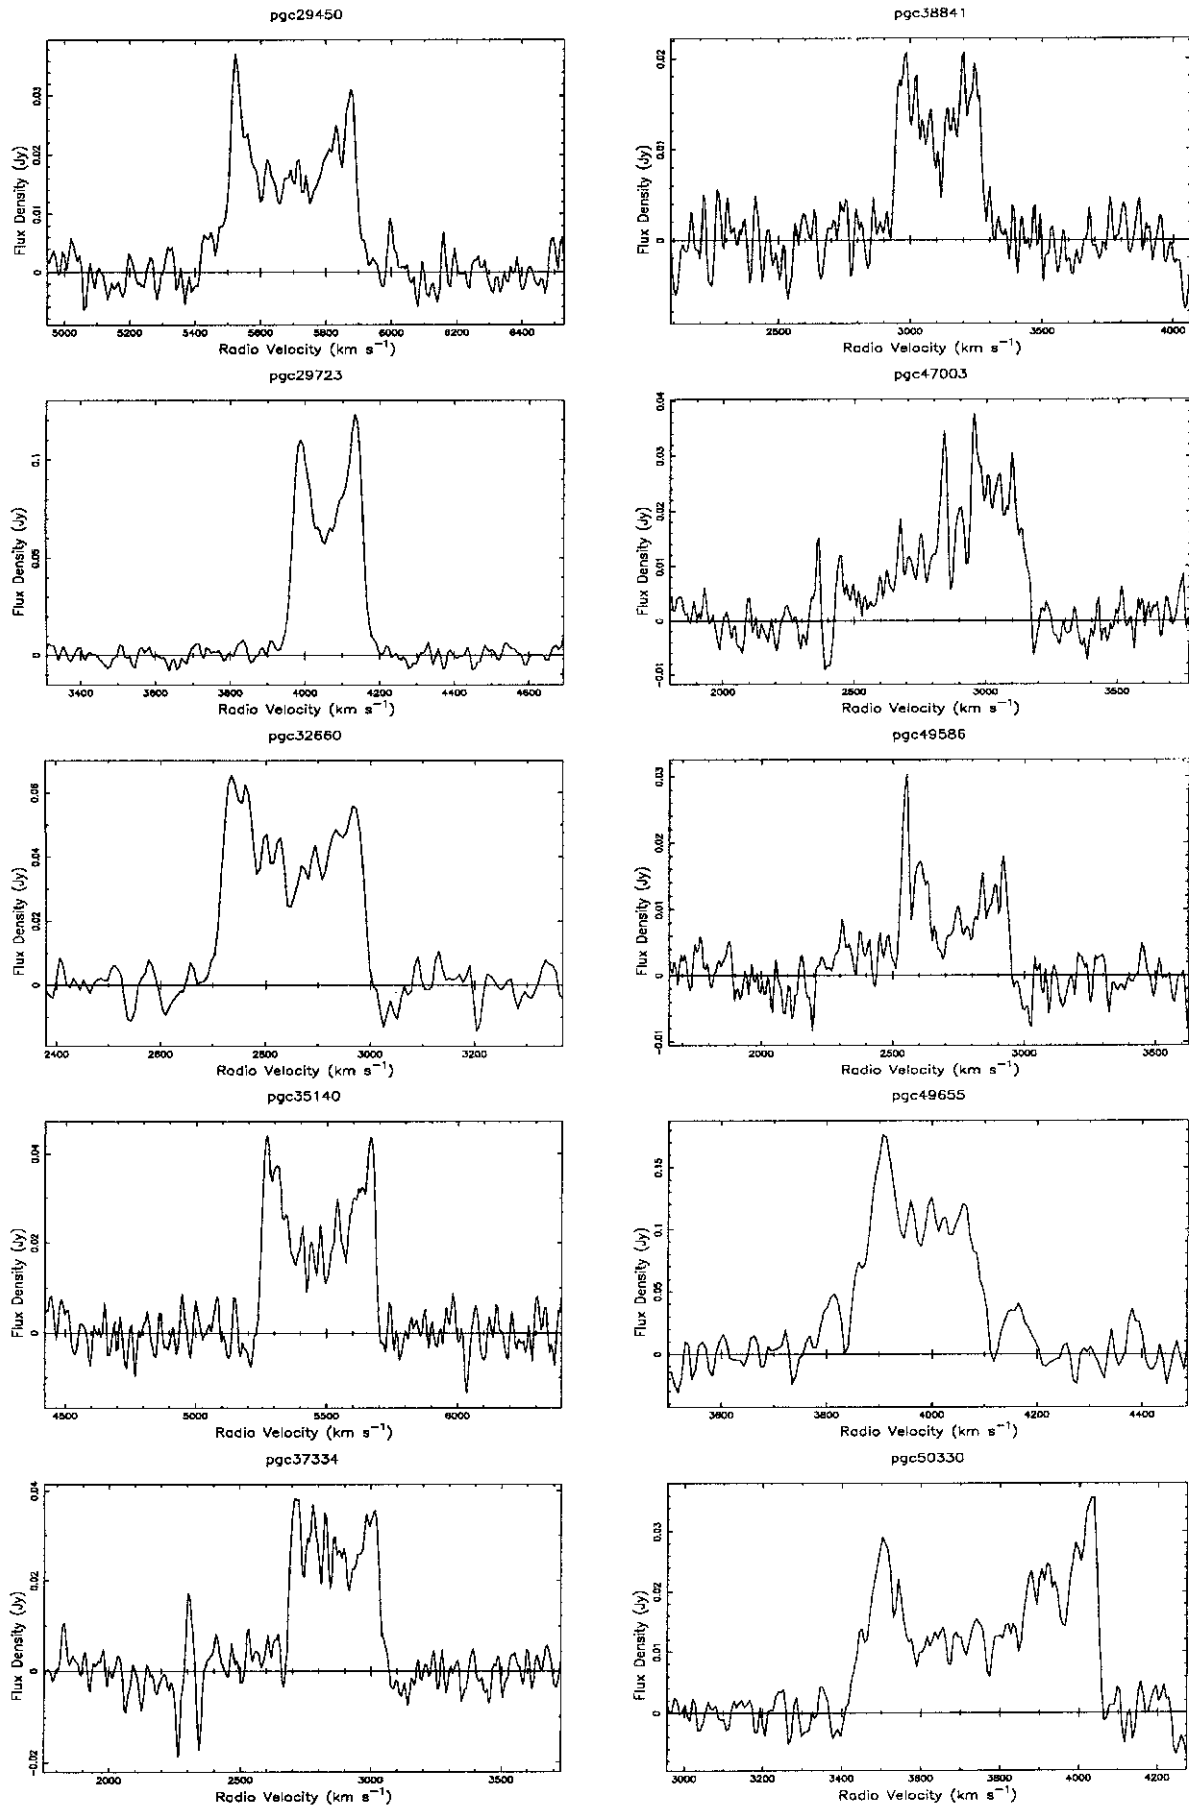 pgc29450
0.03
0.02
0.01
0
Flux Density (Jy)
5000 5200 5400 5600 5800 6000 6200 6400
Radio Velocity (km s⁻¹)
pgc38841
0.02
0.01
0
Flux Density (Jy)
2500 3000 3500 4000
Radio Velocity (km s⁻¹)
pgc29723
0.1
0.05
0
Flux Density (Jy)
3400 3600 3800 4000 4200 4400 4600
Radio Velocity (km s⁻¹)
pgc47003
0.04
0.03
0.02
0.01
0
−0.01
Flux Density (Jy)
2000 2500 3000 3500
Radio Velocity (km s⁻¹)
pgc32660
0.06
0.04
0.02
0
Flux Density (Jy)
2400 2600 2800 3000 3200
Radio Velocity (km s⁻¹)
pgc49586
0.03
0.02
0.01
0
−0.01
Flux Density (Jy)
2000 2500 3000 3500
Radio Velocity (km s⁻¹)
pgc35140
0.04
0.02
0
Flux Density (Jy)
4500 5000 5500 6000
Radio Velocity (km s⁻¹)
pgc49655
0.15
0.1
0.05
0
Flux Density (Jy)
3600 3800 4000 4200 4400
Radio Velocity (km s⁻¹)
pgc37334
0.04
0.02
0
−0.02
Flux Density (Jy)
2000 2500 3000 3500
Radio Velocity (km s⁻¹)
pgc50330
0.03
0.02
0.01
0
Flux Density (Jy)
3000 3200 3400 3600 3800 4000 4200
Radio Velocity (km s⁻¹)